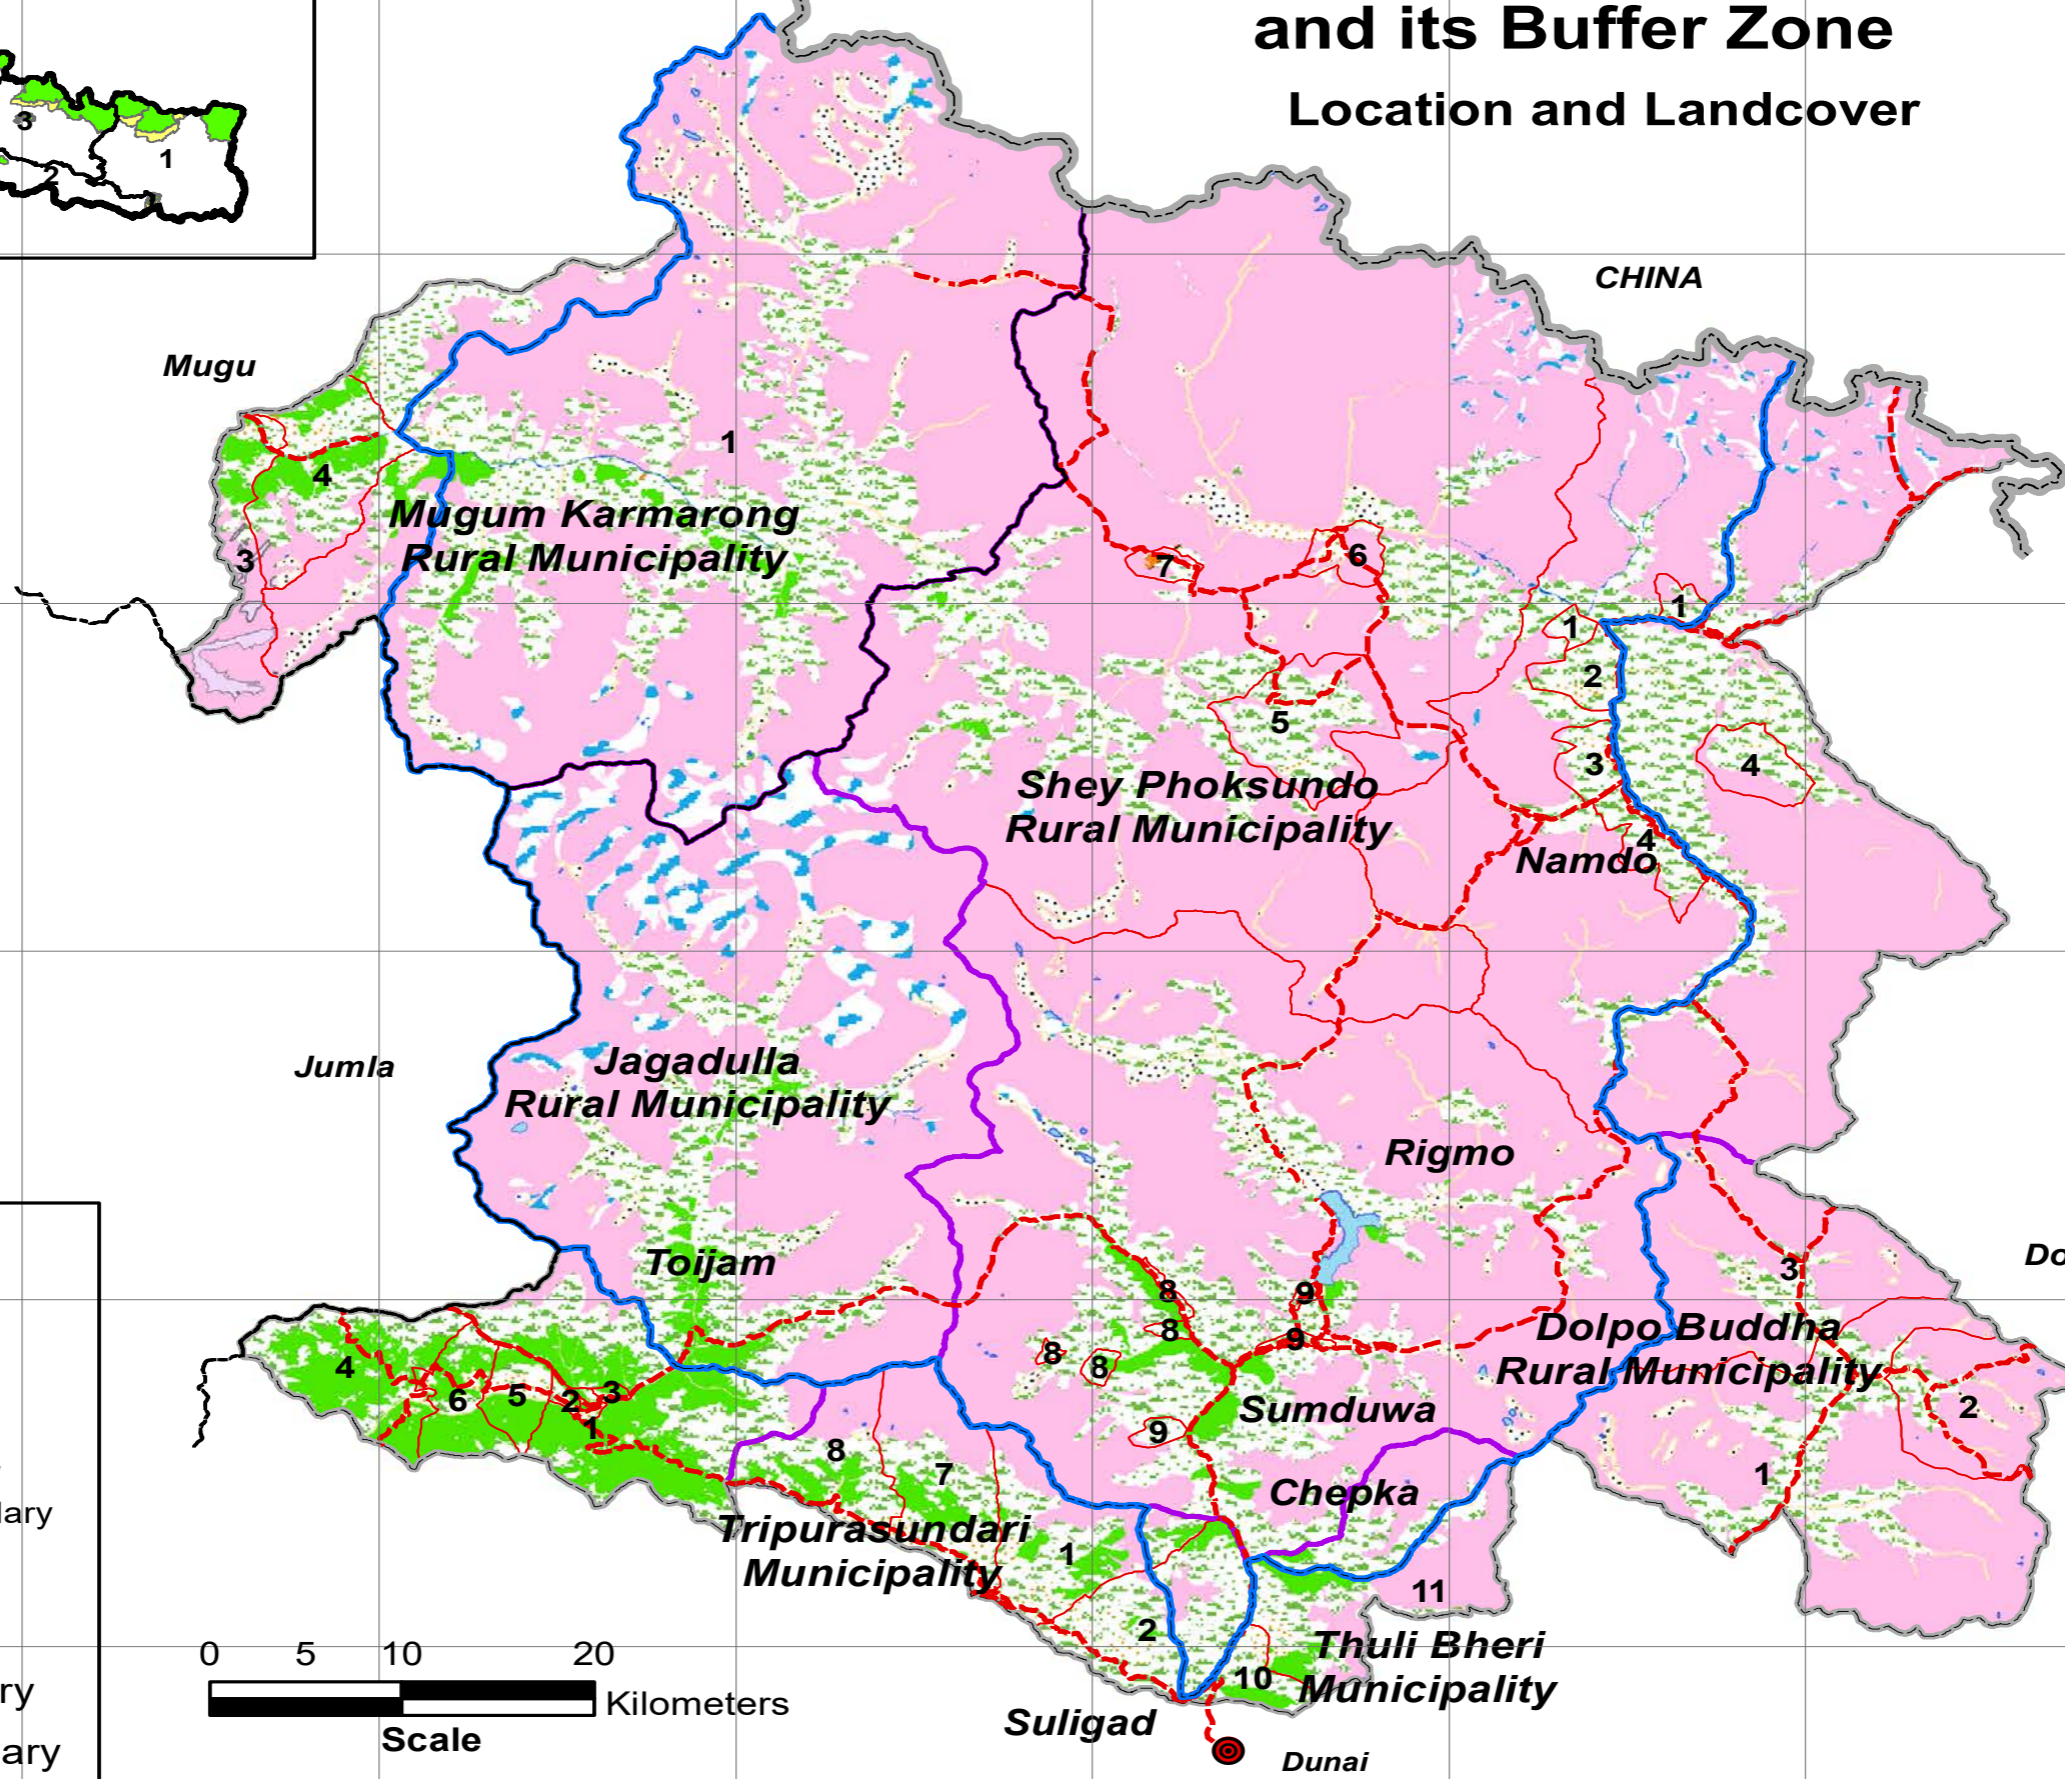 and its Buffer Zone
Location and Landcover
3
1
2
CHINA
Mugu
1
4
Mugum Karmarong
Rural Municipality
3
7
6
1
1
2
5
3
4
Shey Phoksundo
Rural Municipality
4
Namdo
Jumla
Jagadulla
Rural Municipality
Rigmo
Toijam
Do
3
8
9
8
9
Dolpo Buddha
Rural Municipality
8
8
4
6
5
2
3
1
Sumduwa
2
9
8
7
1
Chepka
lary
Tripurasundari
Municipality
1
11
2
Thuli Bheri
Municipality
10
0 5 10 20
Kilometers
Scale
ry
ary
Suligad
Dunai